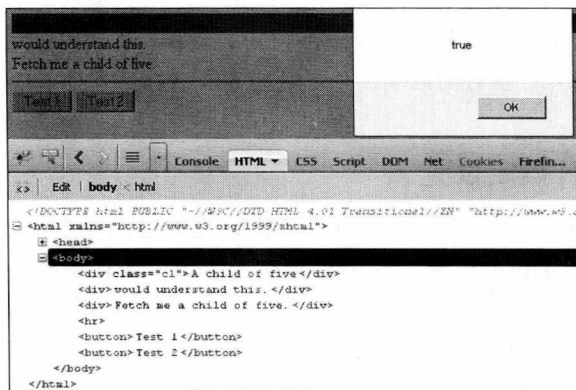 would understand this.
Fetch me a child of five.
Test 1 Test 2
true
OK
Console HTML CSS Script DOM Net Cookies Firefin...
Edit body < html
<!DOCTYPE html PUBLIC "-//W3C//DTD HTML 4.01 Transitional//EN" "http://www.w3.o
<html xmlns="http://www.w3.org/1999/xhtml">
<head>
<body>
<div class="cl">A child of five</div>
<div>would understand this.</div>
<div>Fetch me a child of five.</div>
<hr>
<button>Test 1</button>
<button>Test 2</button>
</body>
</html>